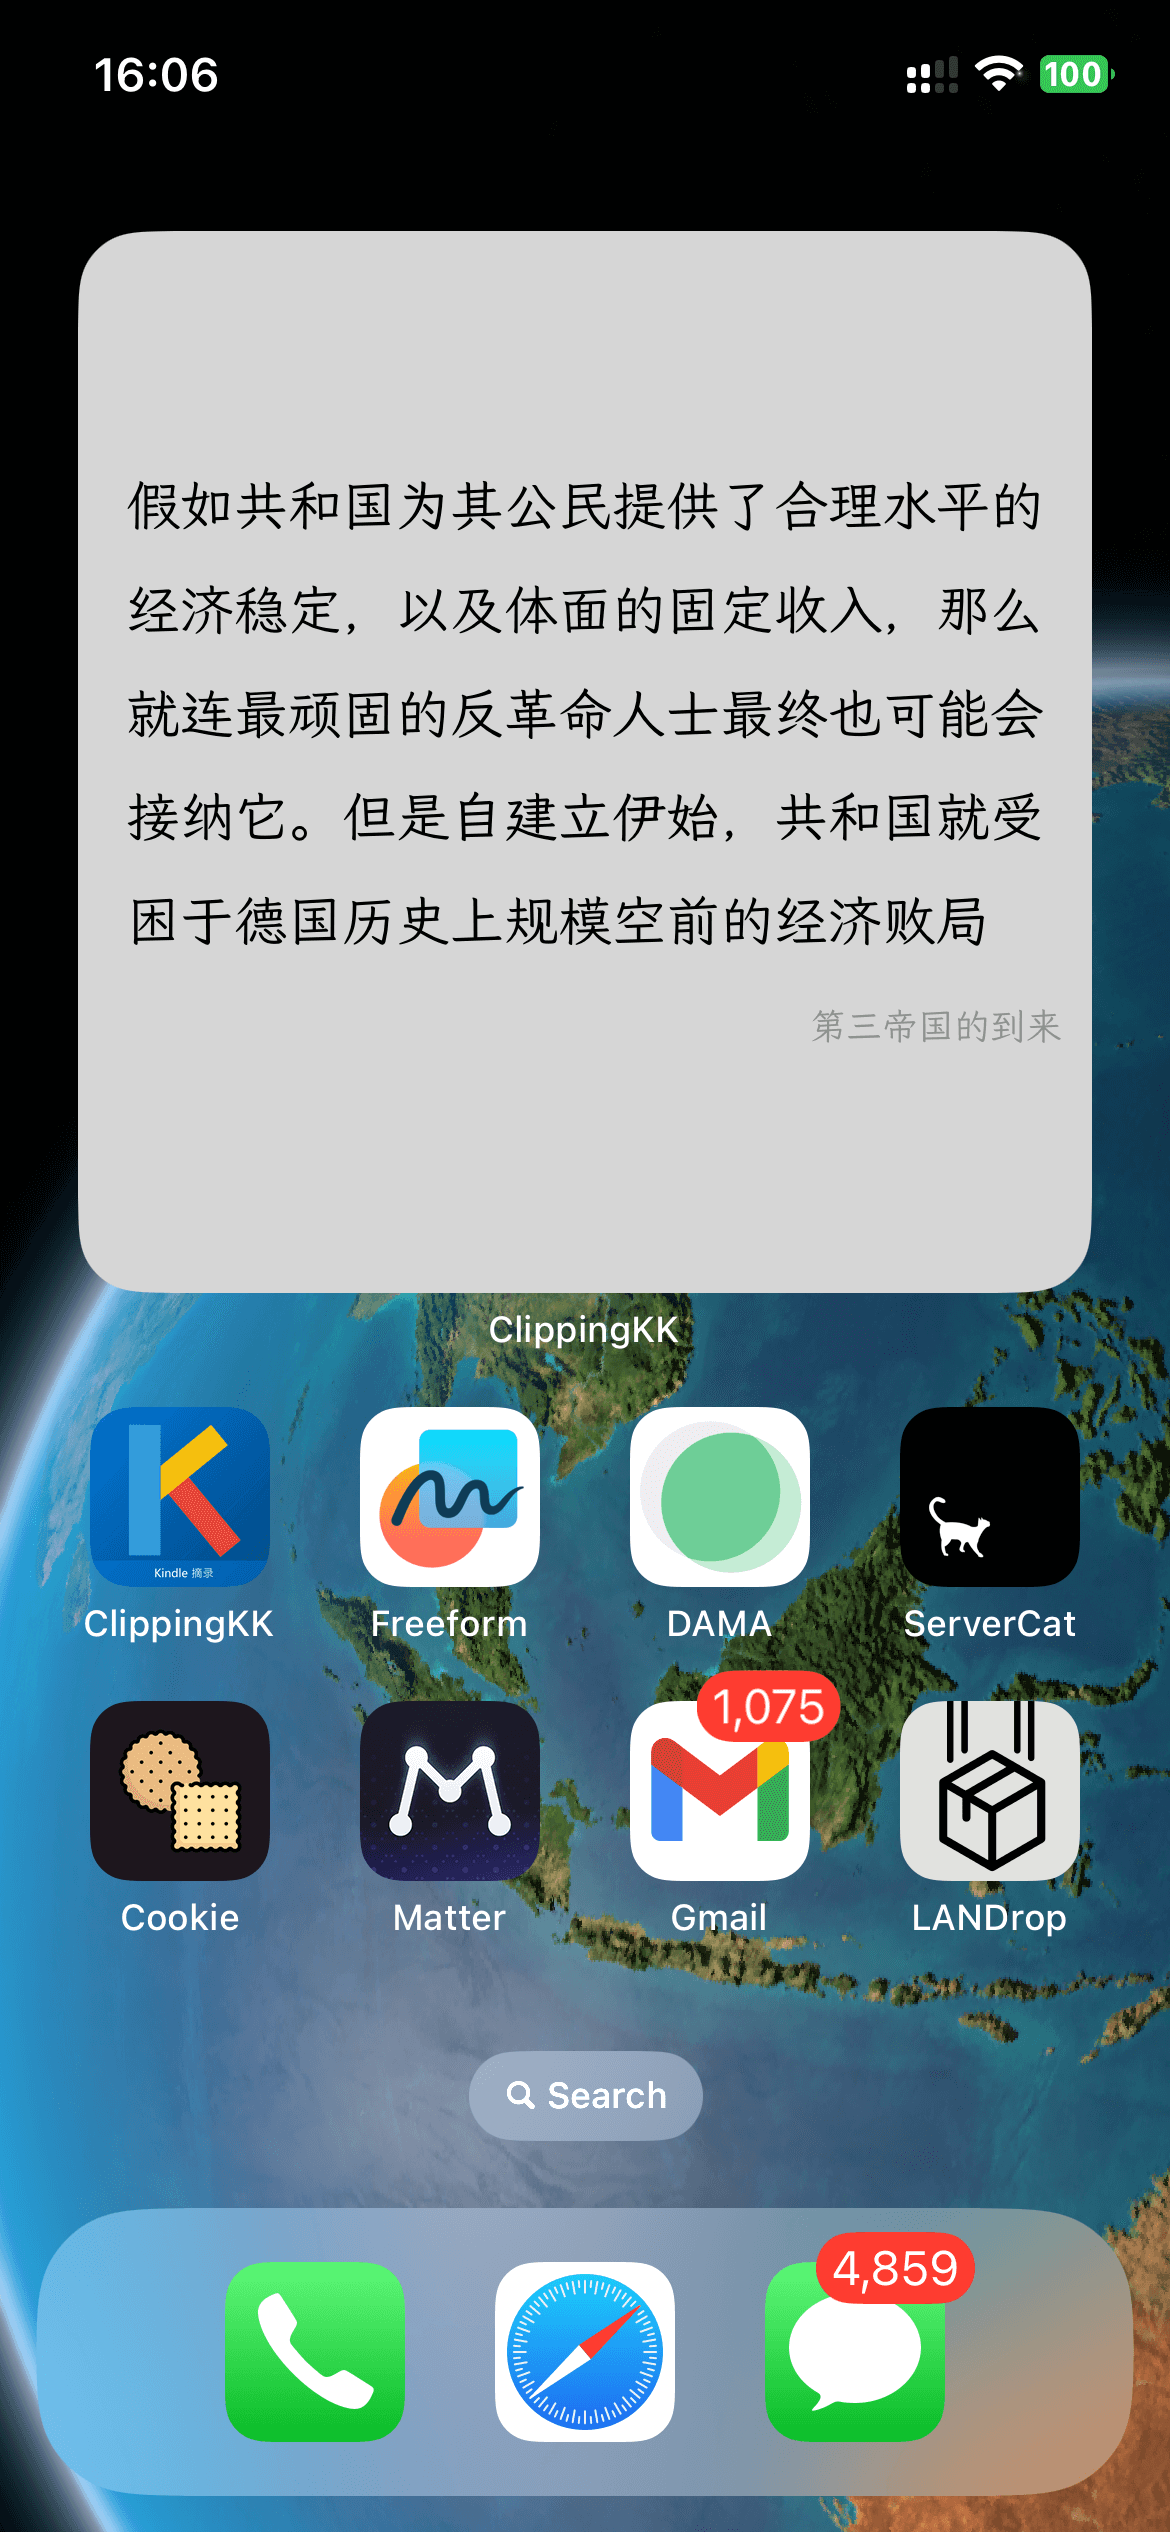 16:06
100
假如共和国为其公民提供了合理水平的
经济稳定，以及体面的固定收入，那么
就连最顽固的反革命人士最终也可能会
接纳它。但是自建立伊始，共和国就受
困于德国历史上规模空前的经济败局
第三帝国的到来
ClippingKK
Kindle 摘录
ClippingKK
Freeform
DAMA
ServerCat
1,075
Cookie
Matter
Gmail
LANDrop
Search
4,859